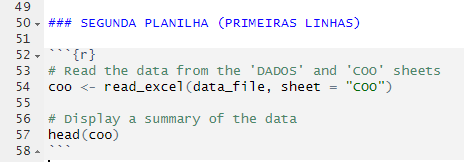 49
50 ### SEGUNDA PLANILHA (PRIMEIRAS LINHAS)
51
52 ```{r}
53 # Read the data from the 'DADOS' and 'COO' sheets
54 coo <- read_excel(data_file, sheet = "COO")
55
56 # Display a summary of the data
57 head(coo)
58 ```